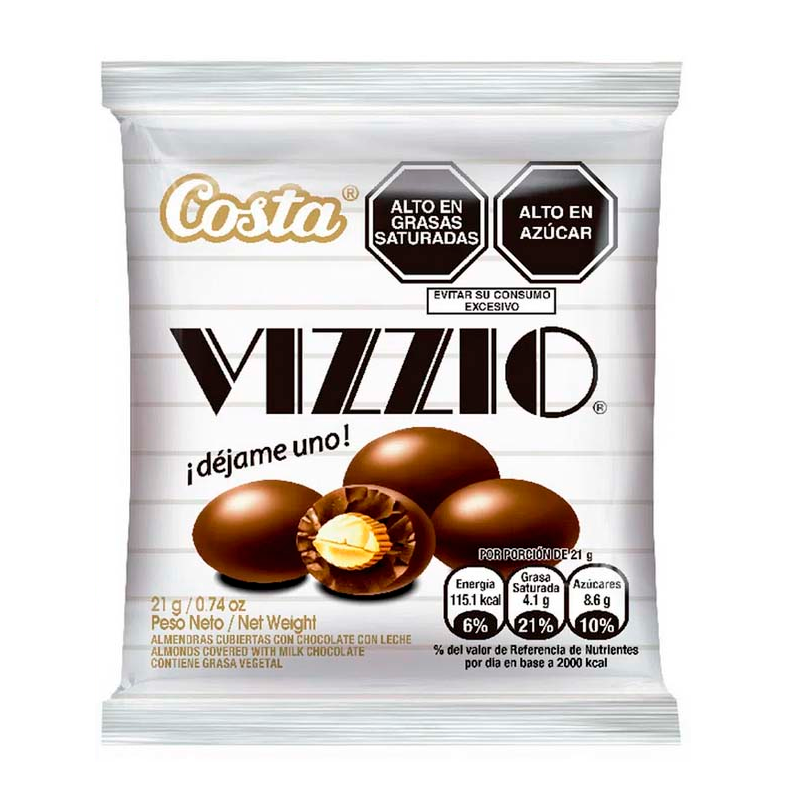 Costa®
ALTO EN
GRASAS
SATURADAS
ALTO EN
AZÚCAR
EVITAR SU CONSUMO
EXCESIVO
VIZZIO®
¡déjame uno!
POR PORCIÓN DE 21 g
Energía
115.1 kcal
6%
Grasa
Saturada
4.1 g
21%
Azúcares
8.6 g
10%
% del valor de Referencia de Nutrientes
por día en base a 2000 kcal
21 g / 0.74 oz
Peso Neto / Net Weight
ALMENDRAS CUBIERTAS CON CHOCOLATE CON LECHE
ALMONDS COVERED WITH MILK CHOCOLATE
CONTIENE GRASA VEGETAL